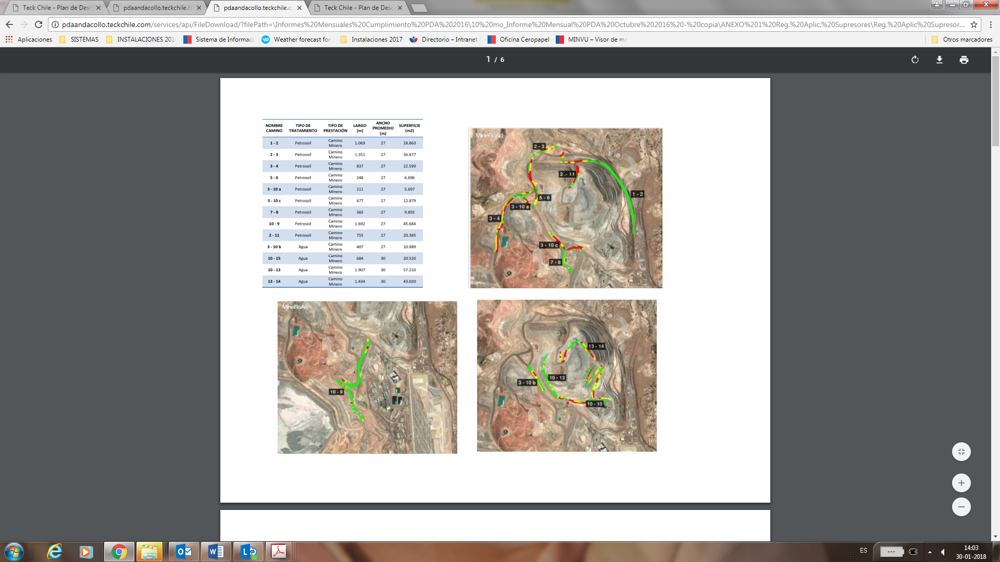 Teck Chile - Plan de Desc
pdaandacollo.teckchile.co
pdaandacollo.teckchile.c
Teck Chile - Plan de Desc
pdaandacollo.teckchile.com/services/api/FileDownload/?filePath=\Informes%20Mensuales%20Cumplimiento%20PDA%202016\10%20mo_Informe%20Mensual%20PDA%20Octubre%202016%20-%20copia\ANEXO%201%20Reg.%20Aplic.%20Supresores\Reg.%20Aplic%20Supresor...
Aplicaciones
SISTEMAS
INSTALACIONES 201
Sistema de Informaci
Weather forecast for
Instalaciones 2017
Directorio – Intranet
Oficina Ceropapel
MINVU – Visor de ma
Otros marcadores
1 / 6
NOMBRE CAMINO TIPO DE TRATAMIENTO TIPO DE PRESTACIÓN LARGO (m) ANCHO PROMEDIO (m) SUPERFICIE (m2)
1 - 2 Petrosoil Camino Minero 1.069 27 28.863
2 - 3 Petrosoil Camino Minero 1.351 27 36.477
3 - 4 Petrosoil Camino Minero 837 27 22.599
5 - 6 Petrosoil Camino Minero 248 27 6.696
3 - 10 a Petrosoil Camino Minero 211 27 5.697
3 - 10 c Petrosoil Camino Minero 477 27 12.879
7 - 8 Petrosoil Camino Minero 365 27 9.855
10 - 9 Petrosoil Camino Minero 1.692 27 45.684
2 - 11 Petrosoil Camino Minero 755 27 20.385
3 - 10 b Agua Camino Minero 407 27 10.989
10 - 15 Agua Camino Minero 684 30 20.520
10 - 13 Agua Camino Minero 1.907 30 57.210
13 - 14 Agua Camino Minero 1.434 30 43.020
MineRoAd
2 - 3
2 - 11
1 - 2
5 - 6
3 - 10 a
3 - 4
3 - 10 c
7 - 8
MineRoAd
10 - 9
13 - 14
10 - 13
3 - 10 b
10 - 15
ES
14:03
30-01-2018